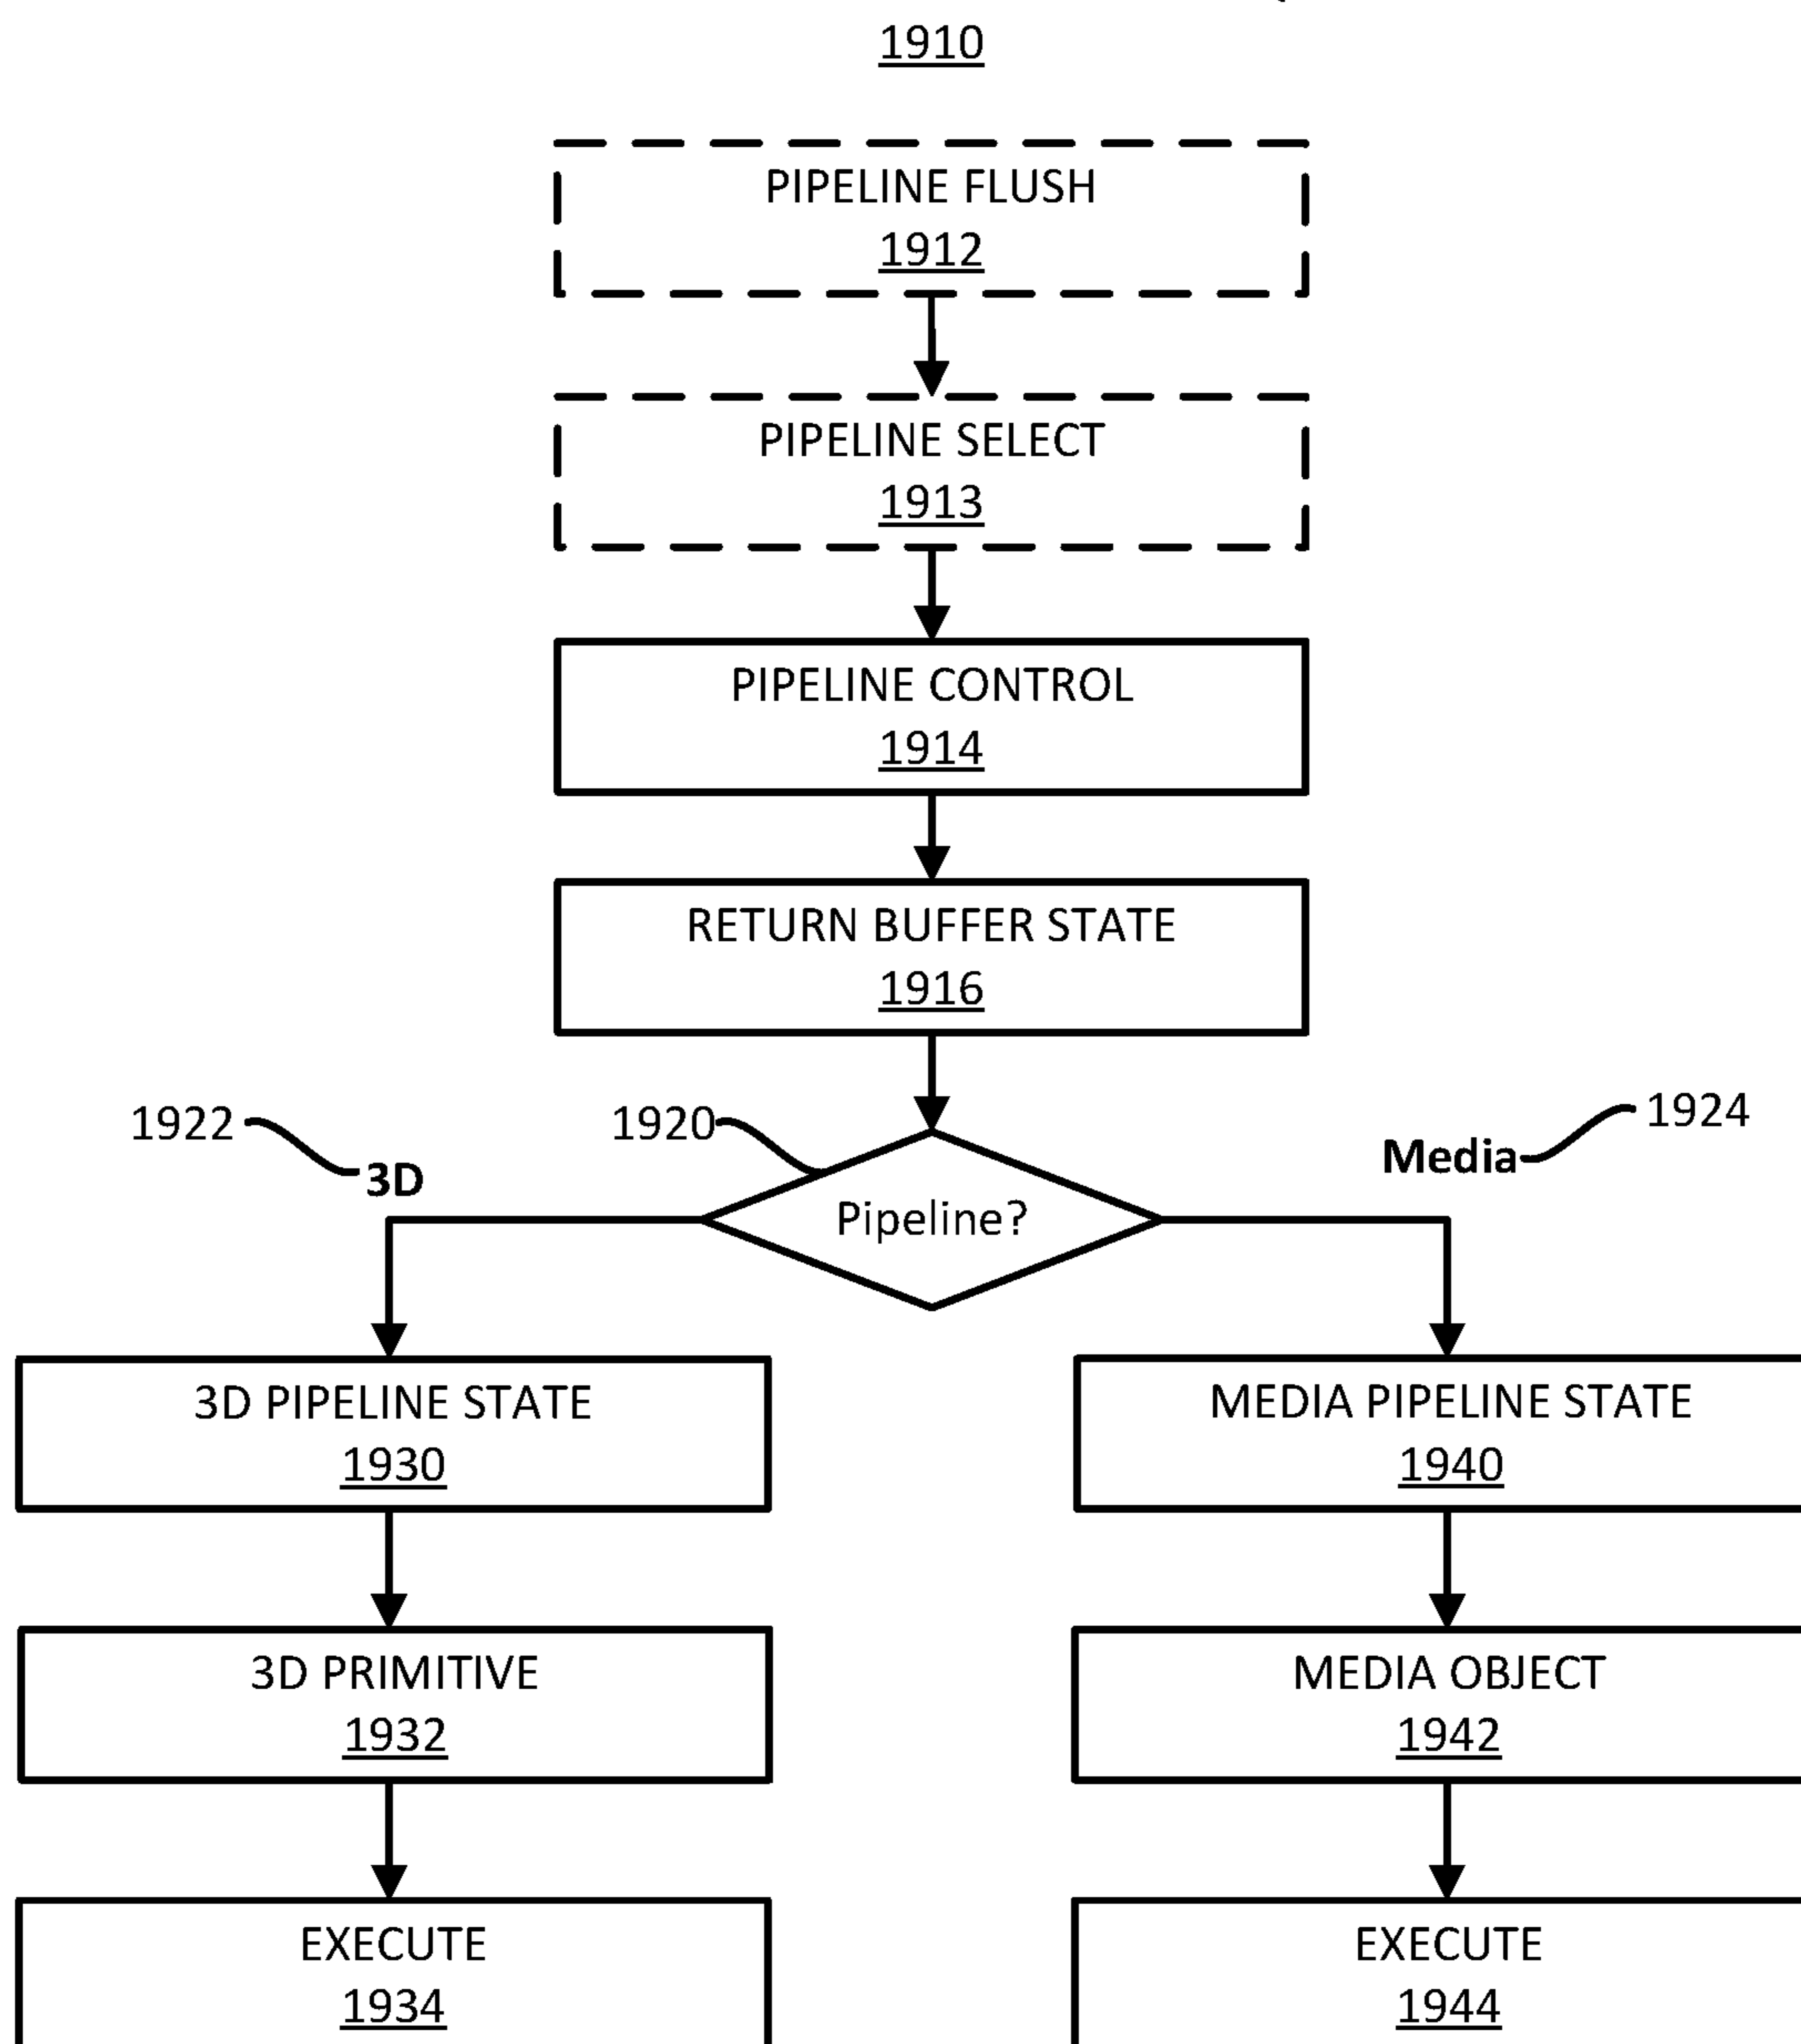 1910
PIPELINE FLUSH
1912
PIPELINE SELECT
1913
PIPELINE CONTROL
1914
RETURN BUFFER STATE
1916
1922
1920
1924
3D
Media
Pipeline?
3D PIPELINE STATE
1930
MEDIA PIPELINE STATE
1940
3D PRIMITIVE
1932
MEDIA OBJECT
1942
EXECUTE
1934
EXECUTE
1944